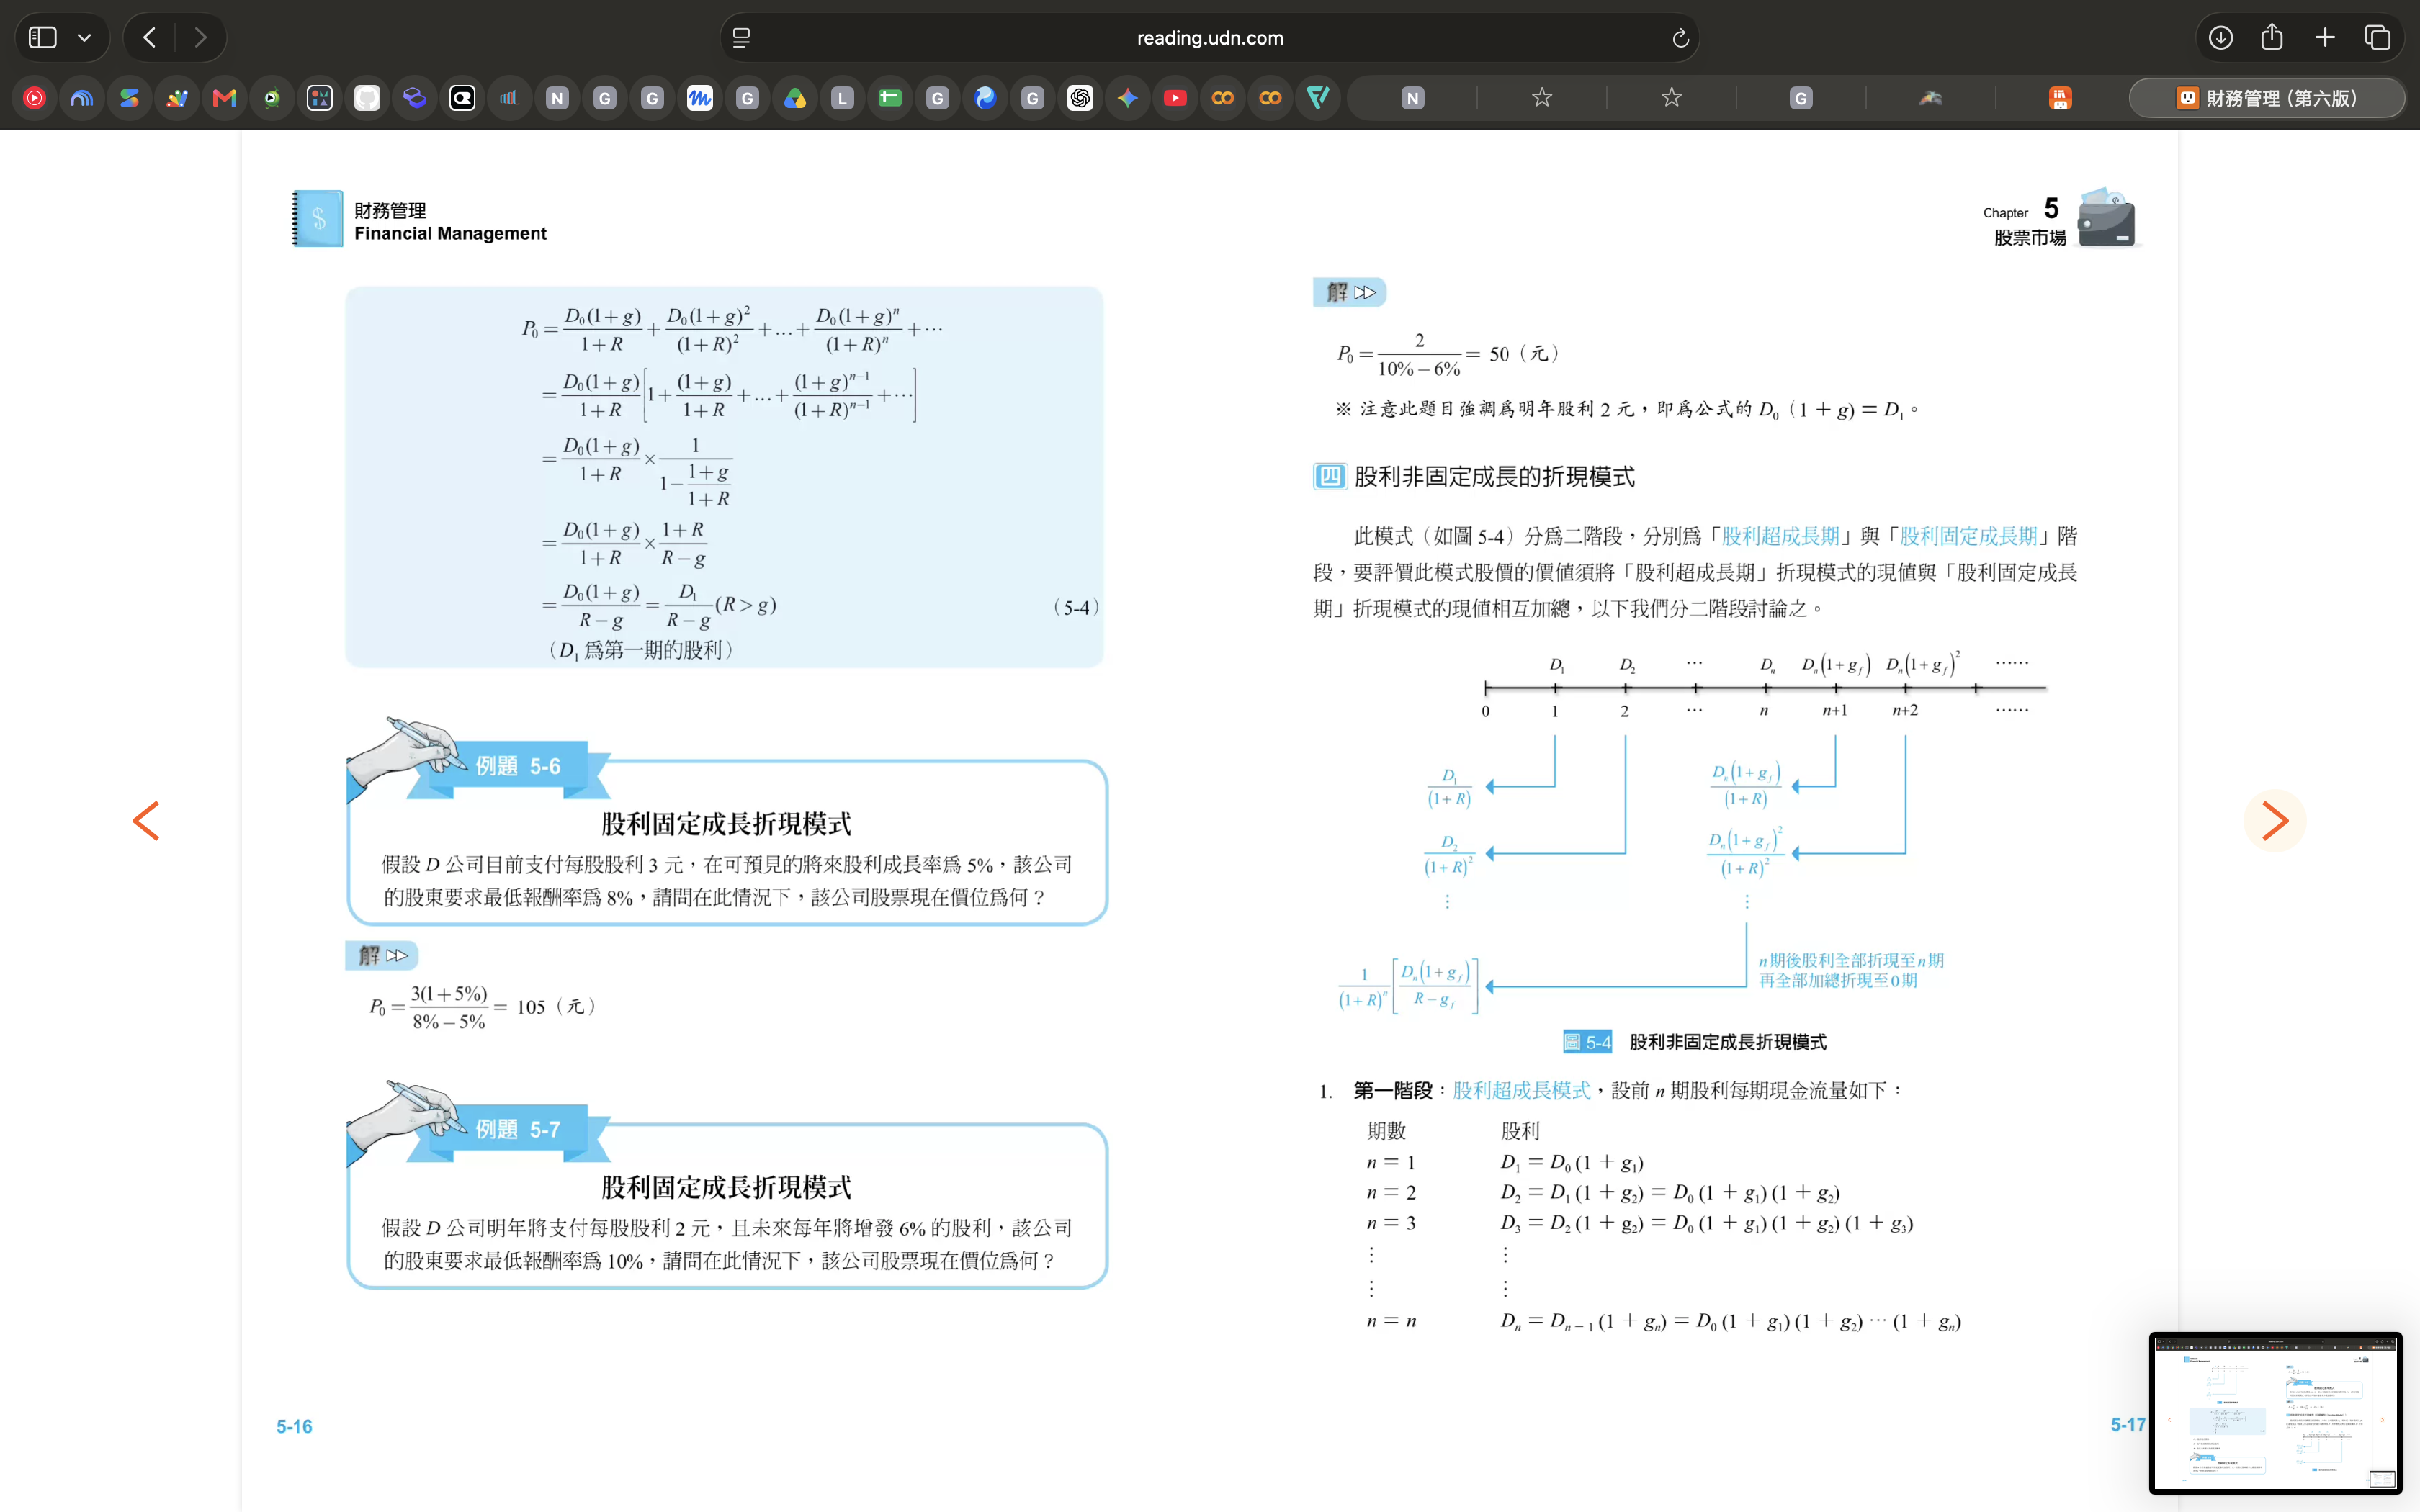 reading.udn.com
財務管理 (第六版)
財務管理
Financial Management
P₀ = D₀(1+g)/(1+R) + D₀(1+g)²/(1+R)² + ... + D₀(1+g)ⁿ/(1+R)ⁿ + ⋯
= D₀(1+g)/(1+R) [1 + (1+g)/(1+R) + ... + (1+g)ⁿ⁻¹/(1+R)ⁿ⁻¹ + ⋯]
= D₀(1+g)/(1+R) × 1/(1 − (1+g)/(1+R))
= D₀(1+g)/(1+R) × (1+R)/(R−g)
= D₀(1+g)/(R−g) = D₁/(R−g) (R>g) (5-4)
(D₁ 為第一期的股利)
例題 5-6
股利固定成長折現模式
假設 D 公司目前支付每股股利 3 元,在可預見的將來股利成長率為 5%,該公司
的股東要求最低報酬率為 8%,請問在此情況下,該公司股票現在價位為何?
解
P₀ = 3(1+5%)/(8%−5%) = 105(元)
例題 5-7
股利固定成長折現模式
假設 D 公司明年將支付每股股利 2 元,且未來每年將增發 6% 的股利,該公司
的股東要求最低報酬率為 10%,請問在此情況下,該公司股票現在價位為何?
5-16
Chapter 5
股票市場
解
P₀ = 2/(10%−6%) = 50(元)
※ 注意此題目強調為明年股利 2 元,即為公式的 D₀(1 + g) = D₁。
四 股利非固定成長的折現模式
此模式(如圖 5-4)分為二階段,分別為「股利超成長期」與「股利固定成長期」階
段,要評價此模式股價的價值須將「股利超成長期」折現模式的現值與「股利固定成長
期」折現模式的現值相互加總,以下我們分二階段討論之。
D₁ D₂ ⋯ Dₙ Dₙ(1+g_f) Dₙ(1+g_f)² ⋯⋯
0 1 2 ⋯ n n+1 n+2 ⋯⋯
D₁/(1+R) Dₙ(1+g_f)/(1+R)
D₂/(1+R)² Dₙ(1+g_f)²/(1+R)²
⋮ ⋮
n期後股利全部折現至n期
再全部加總折現至0期
1/(1+R)ⁿ [Dₙ(1+g_f)/(R−g_f)]
圖 5-4 股利非固定成長折現模式
1. 第一階段:股利超成長模式,設前 n 期股利每期現金流量如下:
期數 股利
n = 1 D₁ = D₀ (1 + g₁)
n = 2 D₂ = D₁ (1 + g₂) = D₀ (1 + g₁) (1 + g₂)
n = 3 D₃ = D₂ (1 + g₂) = D₀ (1 + g₁) (1 + g₂) (1 + g₃)
⋮ ⋮
⋮ ⋮
n = n Dₙ = Dₙ₋₁ (1 + gₙ) = D₀ (1 + g₁) (1 + g₂) ⋯ (1 + gₙ)
5-17